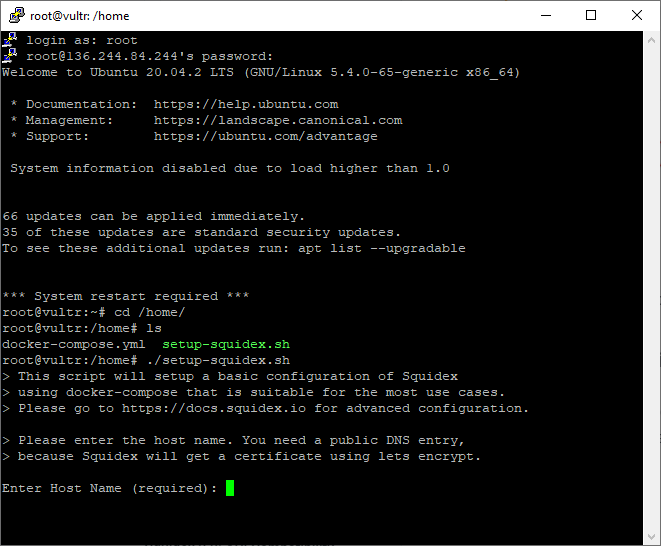 root@vultr: /home
login as: root
root@136.244.84.244's password:
Welcome to Ubuntu 20.04.2 LTS (GNU/Linux 5.4.0-65-generic x86_64)
* Documentation:  https://help.ubuntu.com
* Management:     https://landscape.canonical.com
* Support:        https://ubuntu.com/advantage
System information disabled due to load higher than 1.0
66 updates can be applied immediately.
35 of these updates are standard security updates.
To see these additional updates run: apt list --upgradable
*** System restart required ***
root@vultr:~# cd /home/
root@vultr:/home# ls
docker-compose.yml  setup-squidex.sh
root@vultr:/home# ./setup-squidex.sh
> This script will setup a basic configuration of Squidex
> using docker-compose that is suitable for the most use cases.
> Please go to https://docs.squidex.io for advanced configuration.
> Please enter the host name. You need a public DNS entry,
> because Squidex will get a certificate using lets encrypt.
Enter Host Name (required):